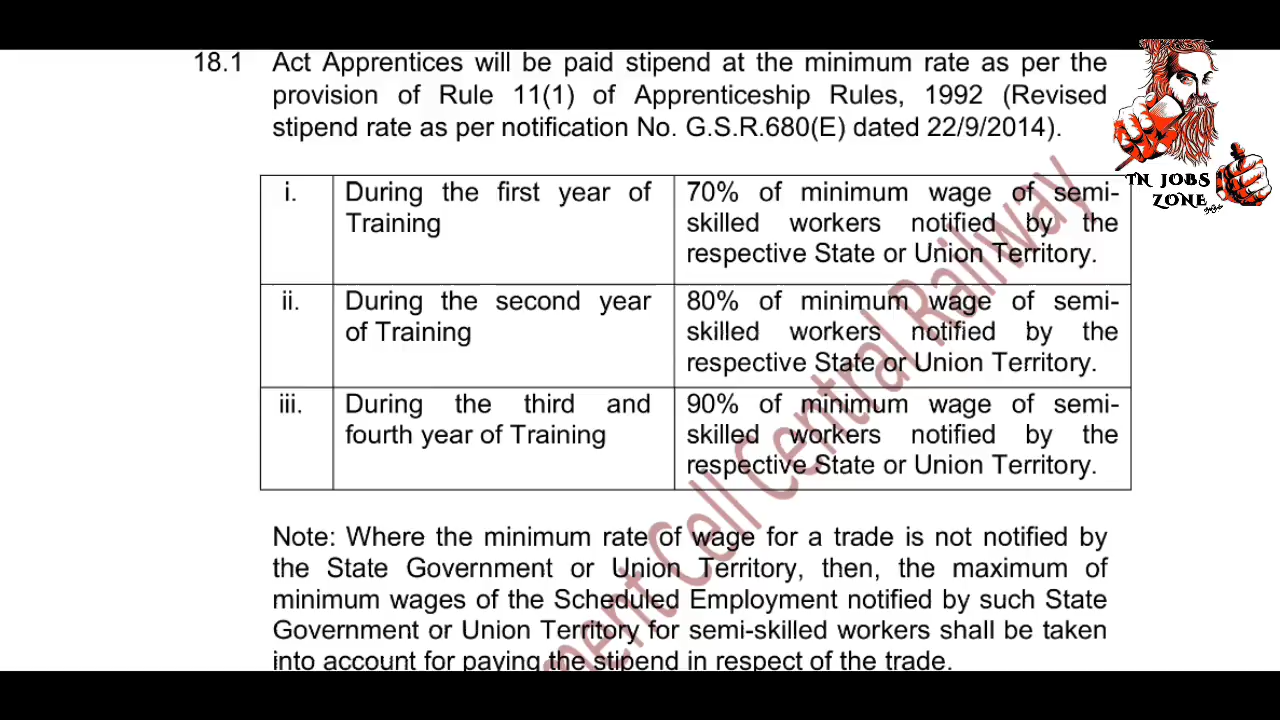 18.1 Act Apprentices will be paid stipend at the minimum rate as per the
provision of Rule 11(1) of Apprenticeship Rules, 1992 (Revised
stipend rate as per notification No. G.S.R.680(E) dated 22/9/2014).
TN JOBS
ZONE
i. During the first year of
Training
70% of minimum wage of semi-
skilled workers notified by the
respective State or Union Territory.
ii. During the second year
of Training
80% of minimum wage of semi-
skilled workers notified by the
respective State or Union Territory.
iii. During the third and
fourth year of Training
90% of minimum wage of semi-
skilled workers notified by the
respective State or Union Territory.
Note: Where the minimum rate of wage for a trade is not notified by
the State Government or Union Territory, then, the maximum of
minimum wages of the Scheduled Employment notified by such State
Government or Union Territory for semi-skilled workers shall be taken
into account for paying the stipend in respect of the trade.
Cell Central Railway